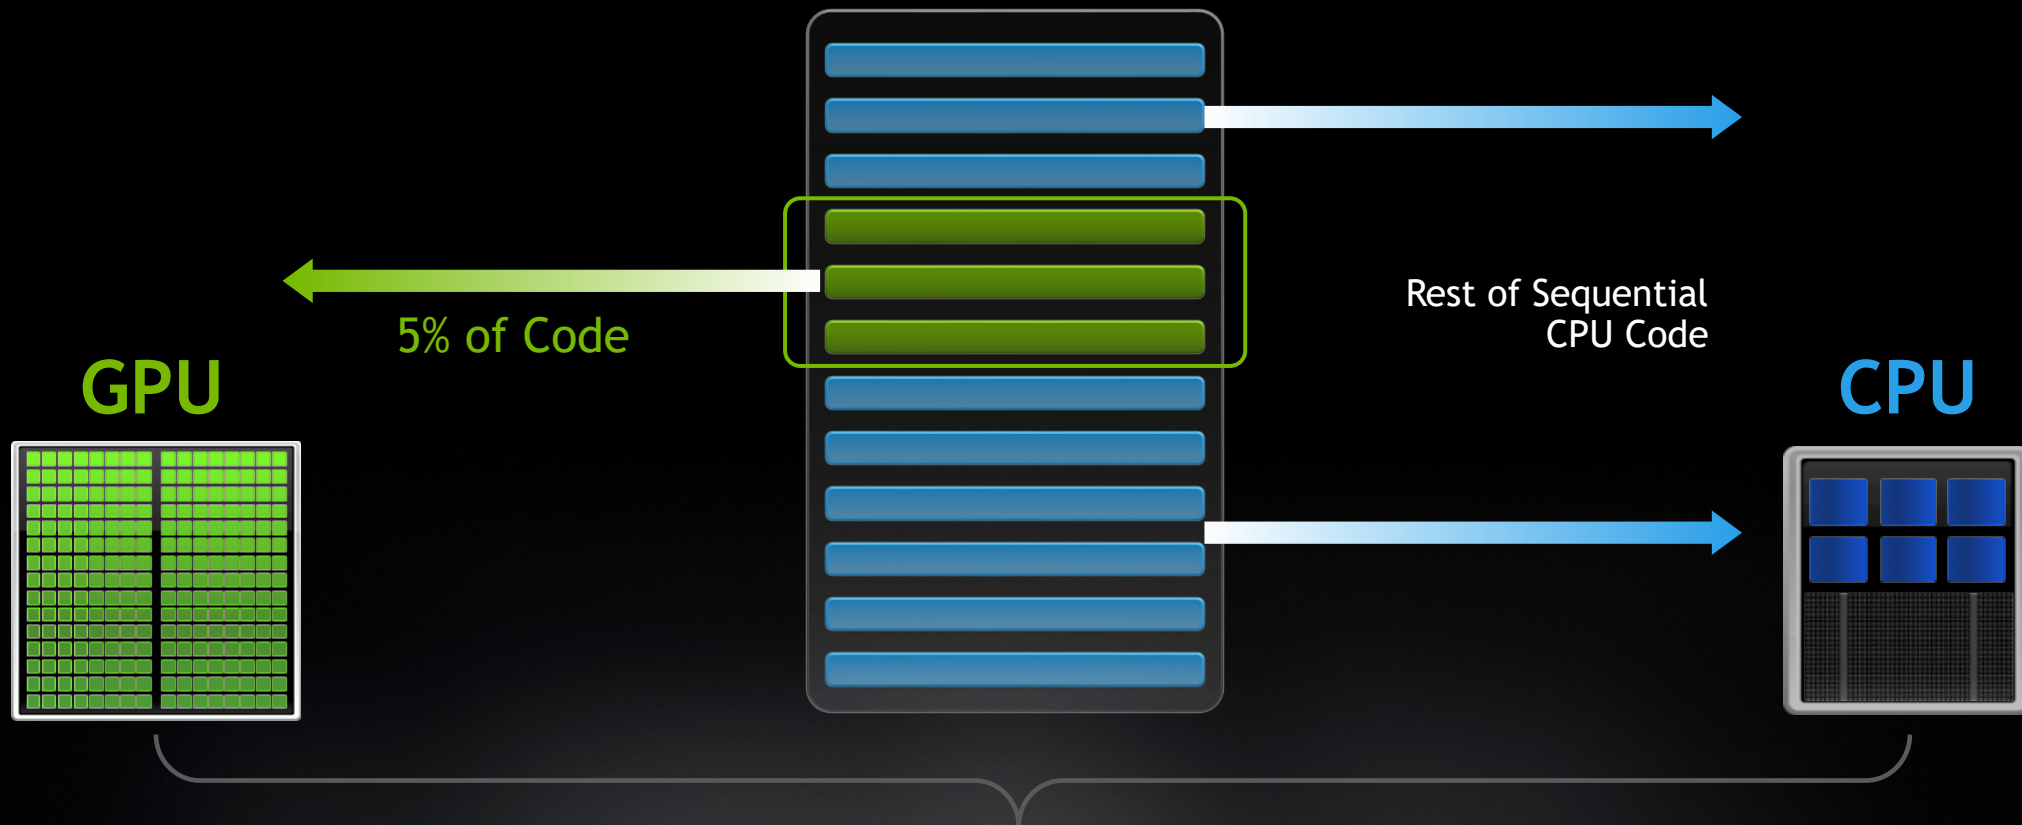 5% of Code
GPU
Rest of Sequential
CPU Code
CPU